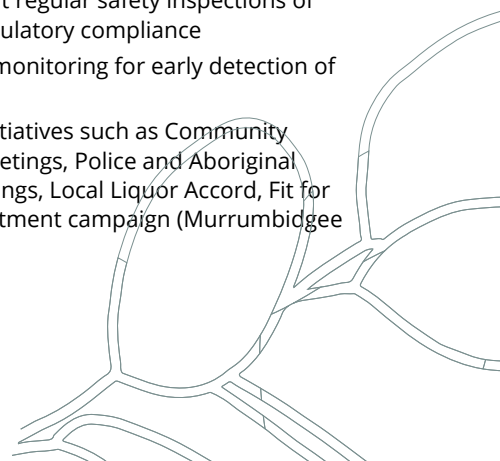 t regular safety inspections of
ulatory compliance
monitoring for early detection of
tiatives such as Community
etings, Police and Aboriginal
ngs, Local Liquor Accord, Fit for
tment campaign (Murrumbidgee